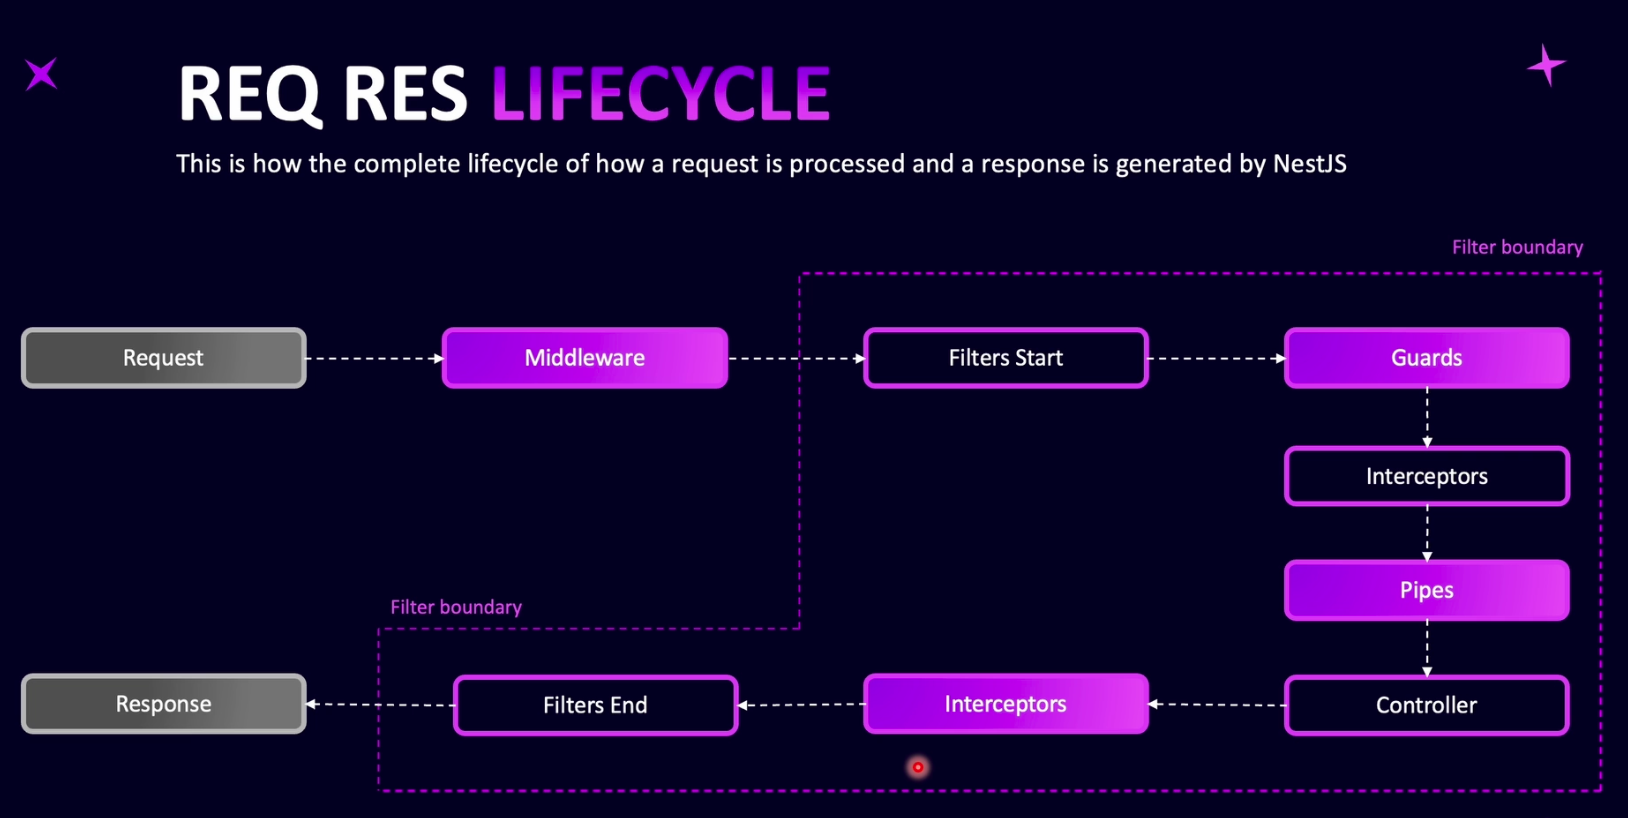 REQ RES LIFECYCLE
This is how the complete lifecycle of how a request is processed and a response is generated by NestJS
Filter boundary
Request
Middleware
Filters Start
Guards
Interceptors
Pipes
Filter boundary
Response
Filters End
Interceptors
Controller